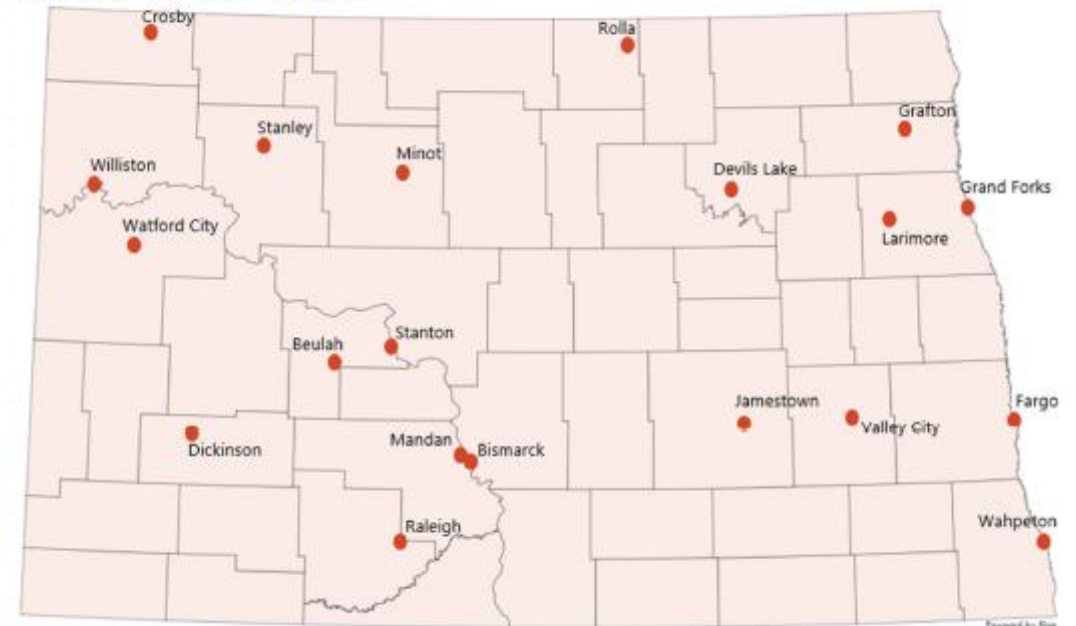 Crosby
Rolla
Grafton
Stanley
Minot
Williston
Devils Lake
Grand Forks
Watford City
Larimore
Stanton
Beulah
Jamestown
Fargo
Valley City
Mandan
Bismarck
Dickinson
Wahpeton
Raleigh